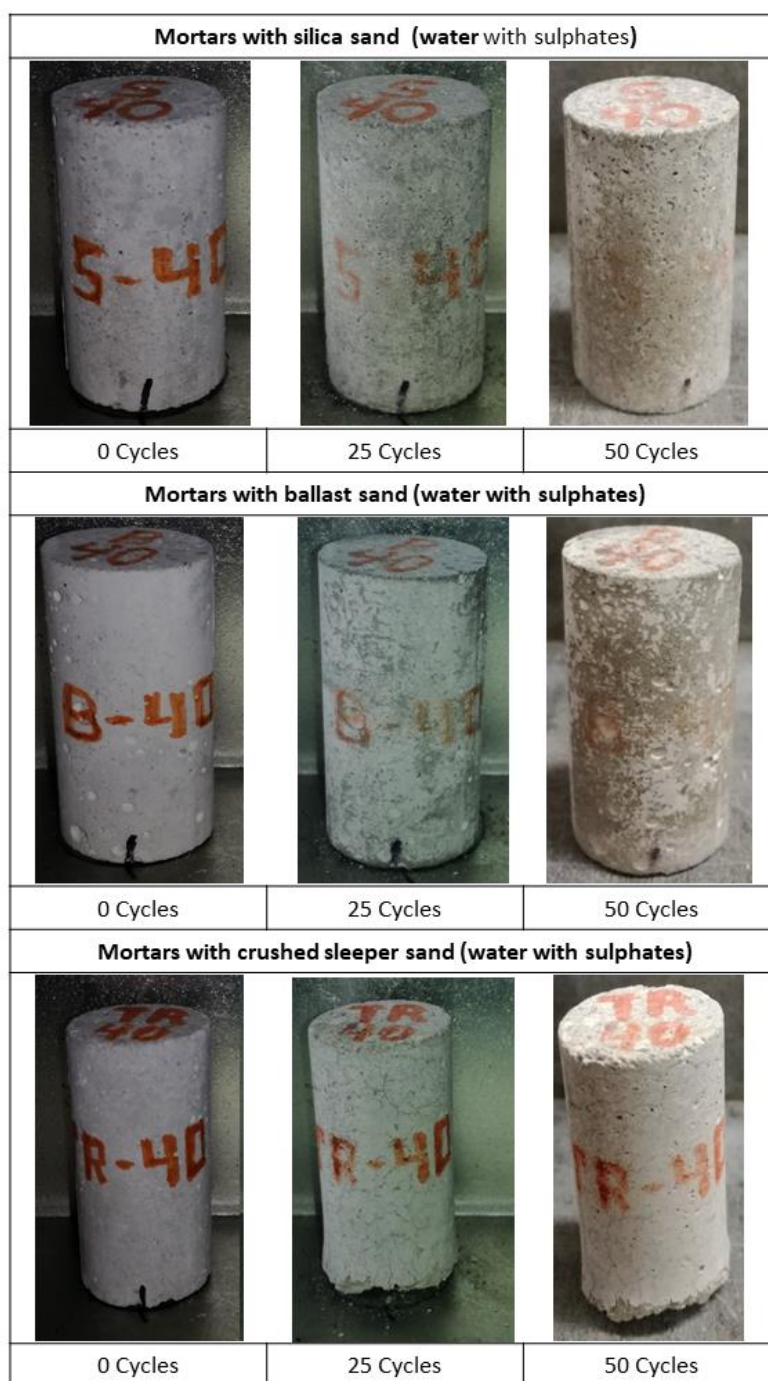 Mortars with silica sand (water with sulphates)
S
40
S-40
S
40
S-40
S
40
0 Cycles
25 Cycles
50 Cycles
Mortars with ballast sand (water with sulphates)
B
40
B-40
B
40
B-40
B
40
0 Cycles
25 Cycles
50 Cycles
Mortars with crushed sleeper sand (water with sulphates)
TR
40
TR-40
TR
40
TR-40
TR
40
TR-40
0 Cycles
25 Cycles
50 Cycles